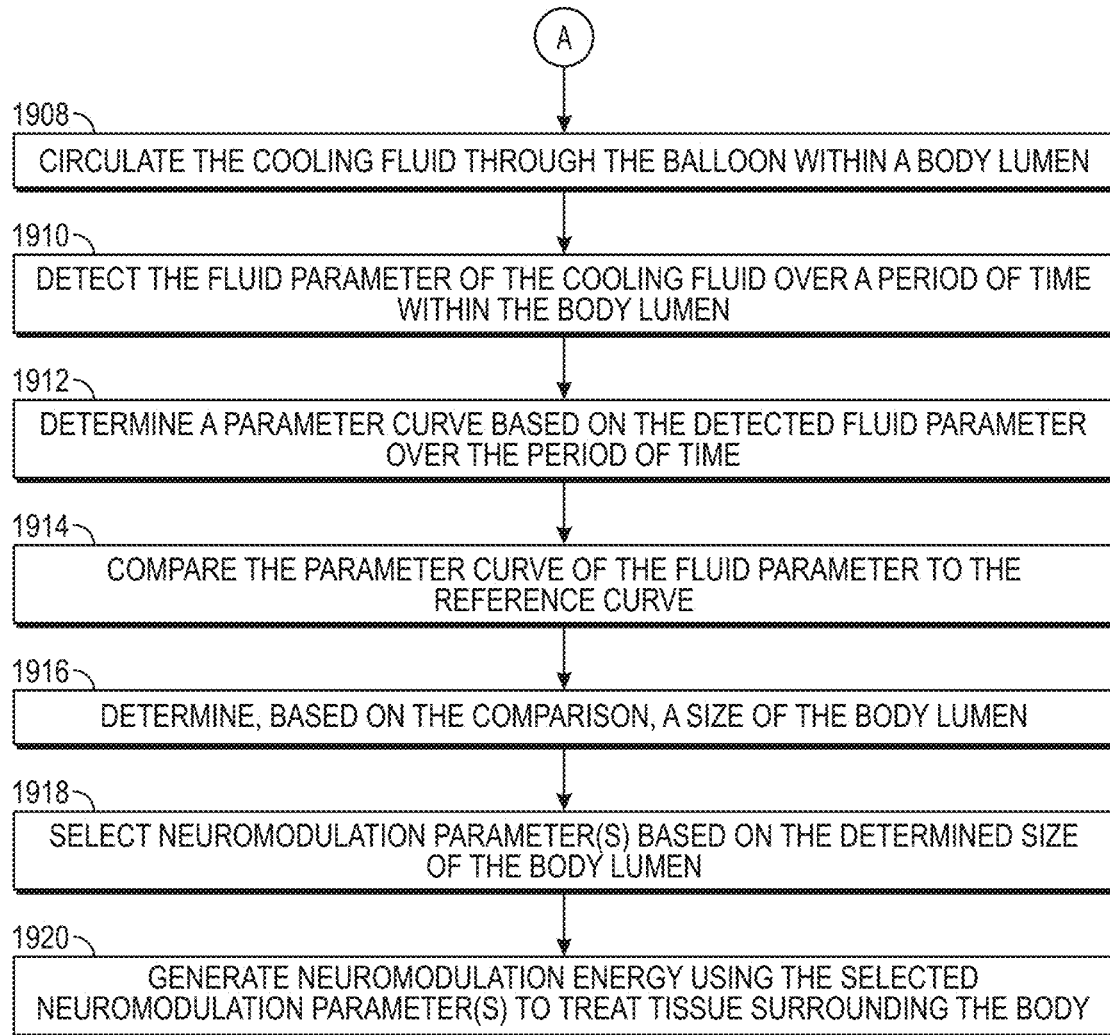 A
1908
CIRCULATE THE COOLING FLUID THROUGH THE BALLOON WITHIN A BODY LUMEN
1910
DETECT THE FLUID PARAMETER OF THE COOLING FLUID OVER A PERIOD OF TIME
WITHIN THE BODY LUMEN
1912
DETERMINE A PARAMETER CURVE BASED ON THE DETECTED FLUID PARAMETER
OVER THE PERIOD OF TIME
1914
COMPARE THE PARAMETER CURVE OF THE FLUID PARAMETER TO THE
REFERENCE CURVE
1916
DETERMINE, BASED ON THE COMPARISON, A SIZE OF THE BODY LUMEN
1918
SELECT NEUROMODULATION PARAMETER(S) BASED ON THE DETERMINED SIZE
OF THE BODY LUMEN
1920
GENERATE NEUROMODULATION ENERGY USING THE SELECTED
NEUROMODULATION PARAMETER(S) TO TREAT TISSUE SURROUNDING THE BODY